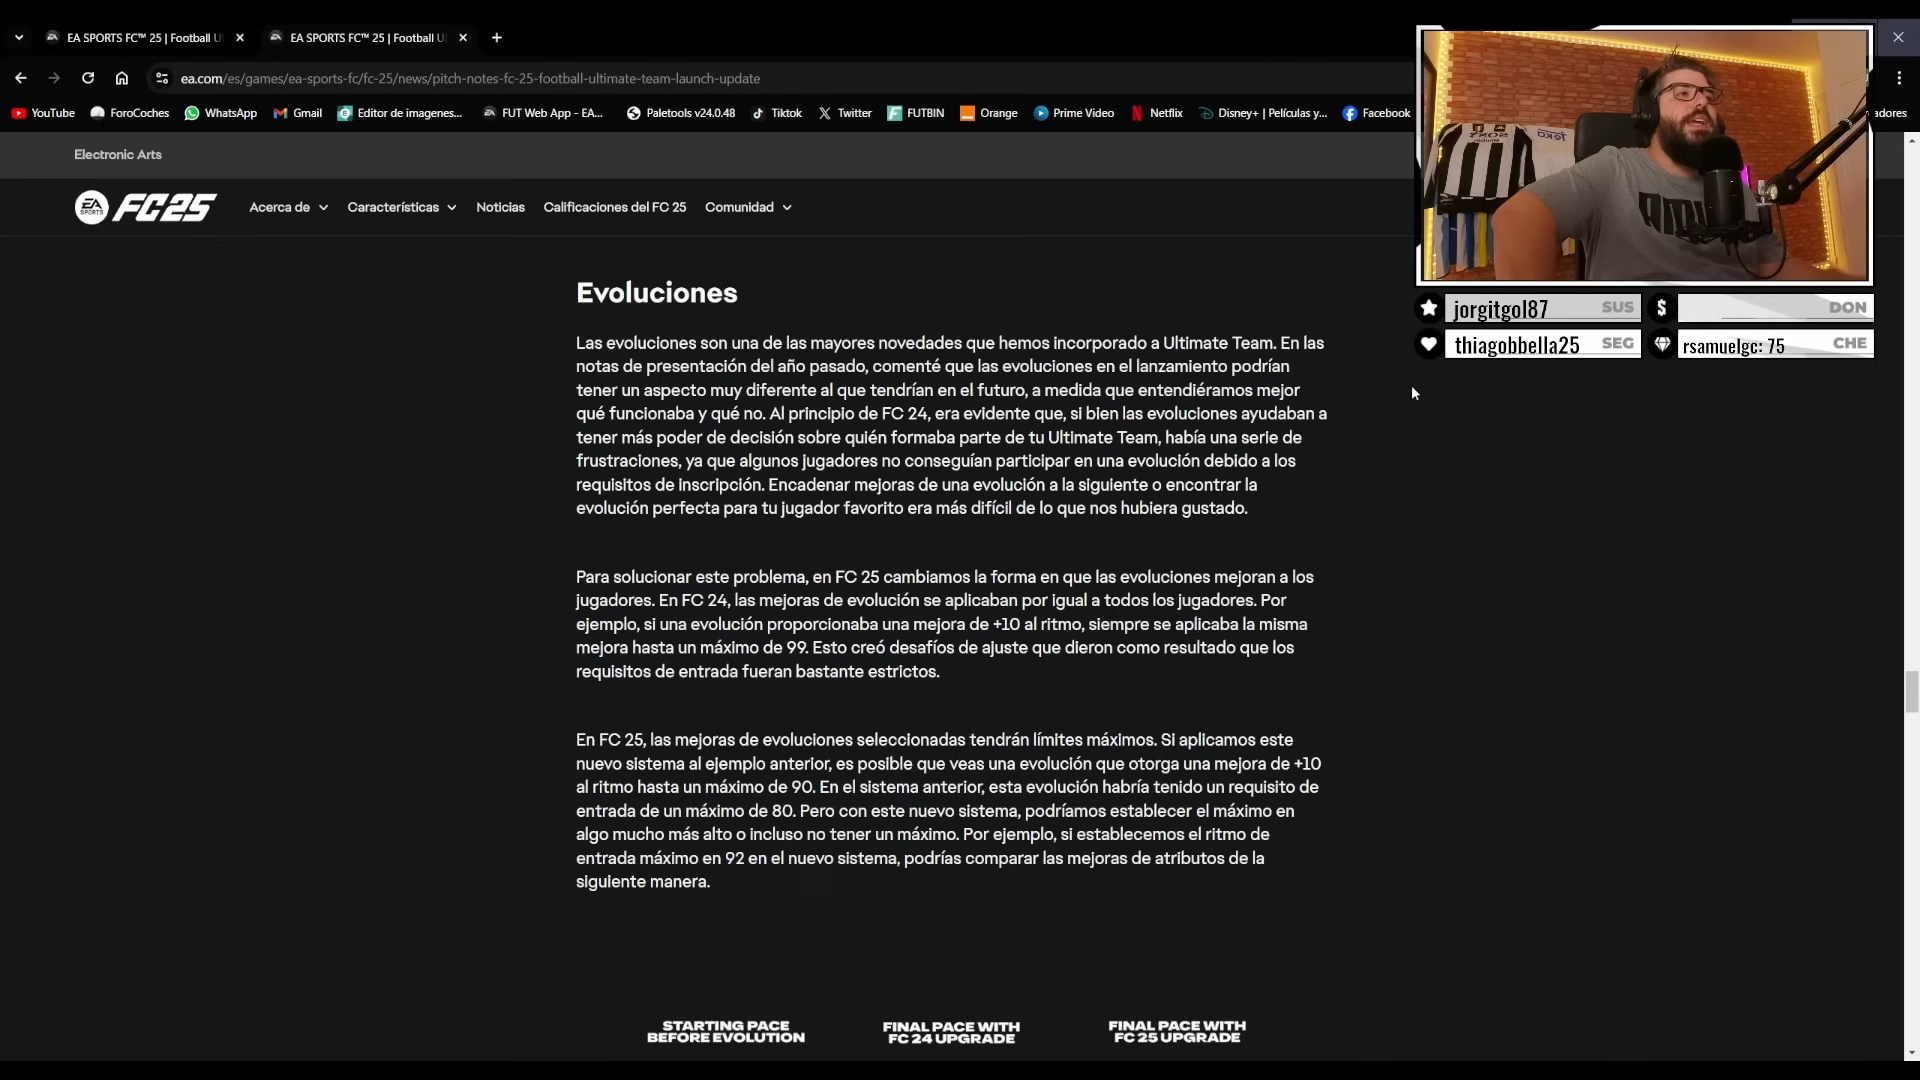 EA SPORTS FC™ 25 | Football U
EA SPORTS FC™ 25 | Football U
ea.com/es/games/ea-sports-fc/fc-25/news/pitch-notes-fc-25-football-ultimate-team-launch-update
YouTube
ForoCoches
WhatsApp
Gmail
Editor de imagenes...
FUT Web App - EA...
Paletools v24.0.48
Tiktok
Twitter
FUTBIN
Orange
Prime Video
Netflix
Disney+ | Películas y...
Facebook
adores
Electronic Arts
EA SPORTS FC25
Acerca de
Características
Noticias
Calificaciones del FC 25
Comunidad
jorgitgol87 SUS
DON
thiagobbella25 SEG
rsamuelgc: 75 CHE
Evoluciones
Las evoluciones son una de las mayores novedades que hemos incorporado a Ultimate Team. En las
notas de presentación del año pasado, comenté que las evoluciones en el lanzamiento podrían
tener un aspecto muy diferente al que tendrían en el futuro, a medida que entendiéramos mejor
qué funcionaba y qué no. Al principio de FC 24, era evidente que, si bien las evoluciones ayudaban a
tener más poder de decisión sobre quién formaba parte de tu Ultimate Team, había una serie de
frustraciones, ya que algunos jugadores no conseguían participar en una evolución debido a los
requisitos de inscripción. Encadenar mejoras de una evolución a la siguiente o encontrar la
evolución perfecta para tu jugador favorito era más difícil de lo que nos hubiera gustado.
Para solucionar este problema, en FC 25 cambiamos la forma en que las evoluciones mejoran a los
jugadores. En FC 24, las mejoras de evolución se aplicaban por igual a todos los jugadores. Por
ejemplo, si una evolución proporcionaba una mejora de +10 al ritmo, siempre se aplicaba la misma
mejora hasta un máximo de 99. Esto creó desafíos de ajuste que dieron como resultado que los
requisitos de entrada fueran bastante estrictos.
En FC 25, las mejoras de evoluciones seleccionadas tendrán límites máximos. Si aplicamos este
nuevo sistema al ejemplo anterior, es posible que veas una evolución que otorga una mejora de +10
al ritmo hasta un máximo de 90. En el sistema anterior, esta evolución habría tenido un requisito de
entrada de un máximo de 80. Pero con este nuevo sistema, podríamos establecer el máximo en
algo mucho más alto o incluso no tener un máximo. Por ejemplo, si establecemos el ritmo de
entrada máximo en 92 en el nuevo sistema, podrías comparar las mejoras de atributos de la
siguiente manera.
STARTING PACE
BEFORE EVOLUTION
FINAL PACE WITH
FC 24 UPGRADE
FINAL PACE WITH
FC 25 UPGRADE